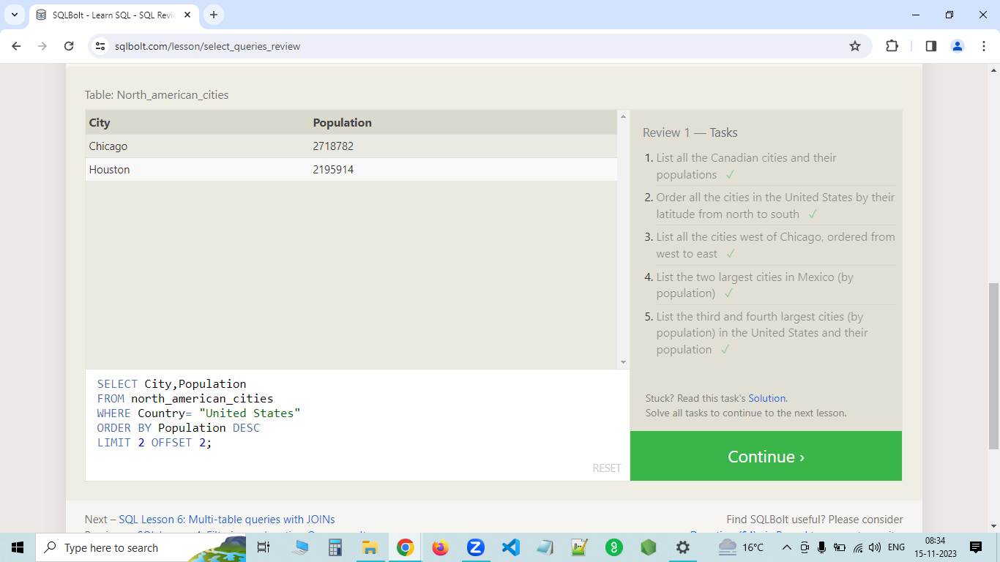 SQLBolt - Learn SQL - SQL Revi
sqlbolt.com/lesson/select_queries_review
Table: North_american_cities
City Population
Chicago 2718782
Houston 2195914
SELECT City,Population
FROM north_american_cities
WHERE Country= "United States"
ORDER BY Population DESC
LIMIT 2 OFFSET 2;
RESET
Review 1 — Tasks
1. List all the Canadian cities and their
populations ✓
2. Order all the cities in the United States by their
latitude from north to south ✓
3. List all the cities west of Chicago, ordered from
west to east ✓
4. List the two largest cities in Mexico (by
population) ✓
5. List the third and fourth largest cities (by
population) in the United States and their
population ✓
Stuck? Read this task's Solution.
Solve all tasks to continue to the next lesson.
Continue ›
Next – SQL Lesson 6: Multi-table queries with JOINs
Find SQLBolt useful? Please consider
Type here to search
16°C
ENG
08:34
15-11-2023